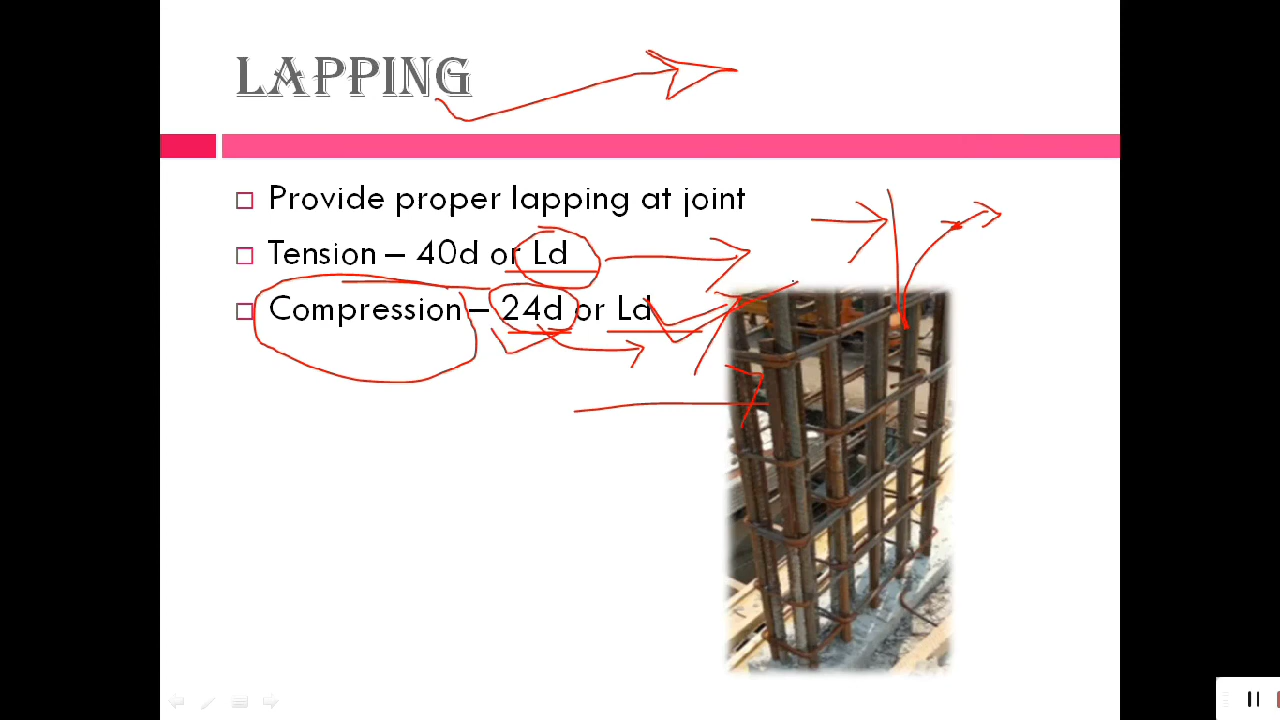 LAPPING
Provide proper lapping at joint
Tension – 40d or Ld
Compression – 24d or Ld